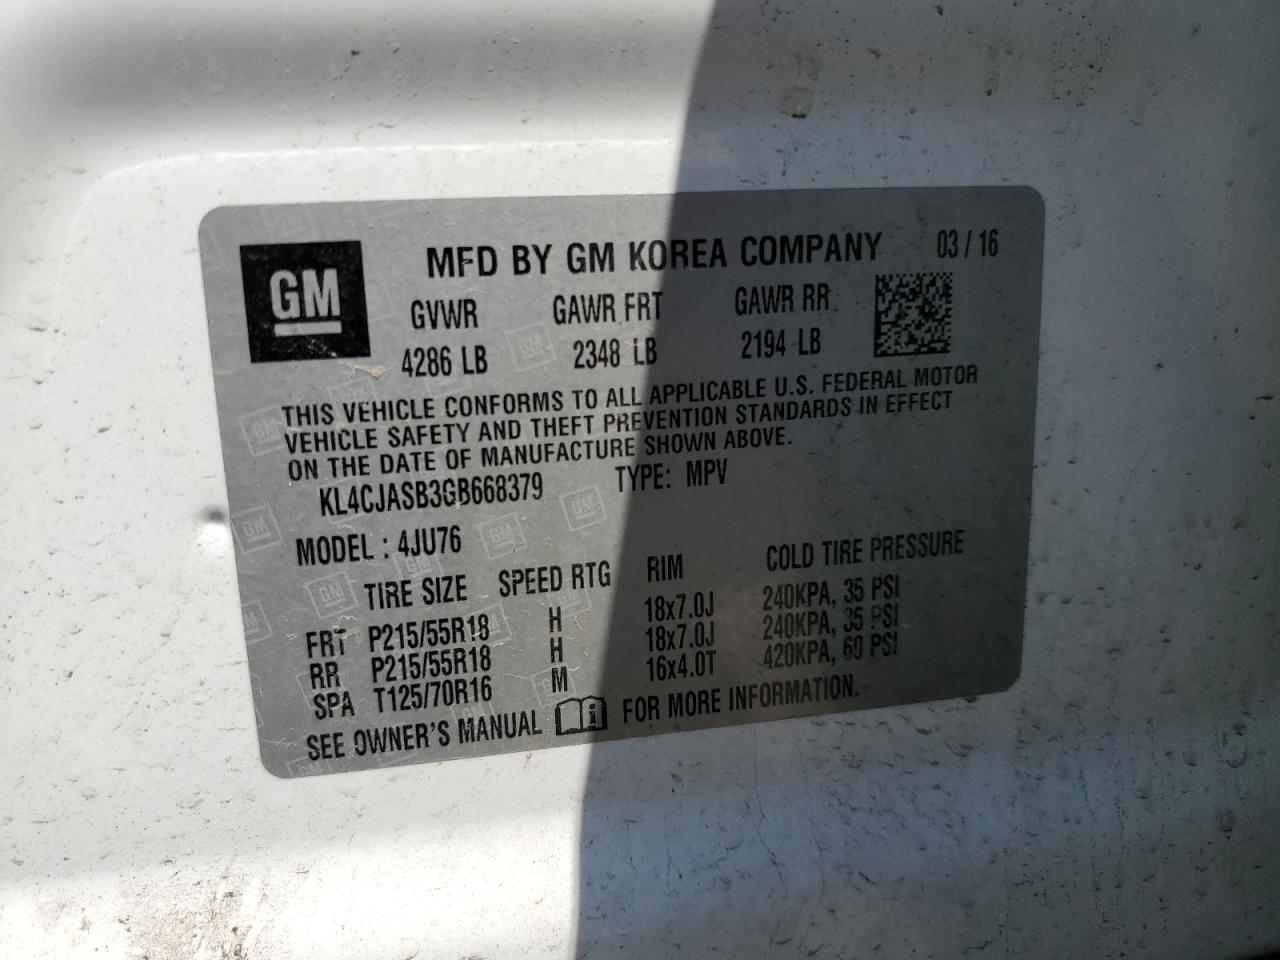 GM
MFD BY GM KOREA COMPANY 03 / 16
GVWR GAWR FRT GAWR RR
4286 LB 2348 LB 2194 LB
THIS VEHICLE CONFORMS TO ALL APPLICABLE U.S. FEDERAL MOTOR
VEHICLE SAFETY AND THEFT PREVENTION STANDARDS IN EFFECT
ON THE DATE OF MANUFACTURE SHOWN ABOVE.
KL4CJASB3GB668379 TYPE: MPV
MODEL : 4JU76
TIRE SIZE SPEED RTG RIM COLD TIRE PRESSURE
FRT P215/55R18 H 18x7.0J 240KPA, 35 PSI
RR P215/55R18 H 18x7.0J 240KPA, 35 PSI
SPA T125/70R16 M 16x4.0T 420KPA, 60 PSI
SEE OWNER'S MANUAL i FOR MORE INFORMATION.